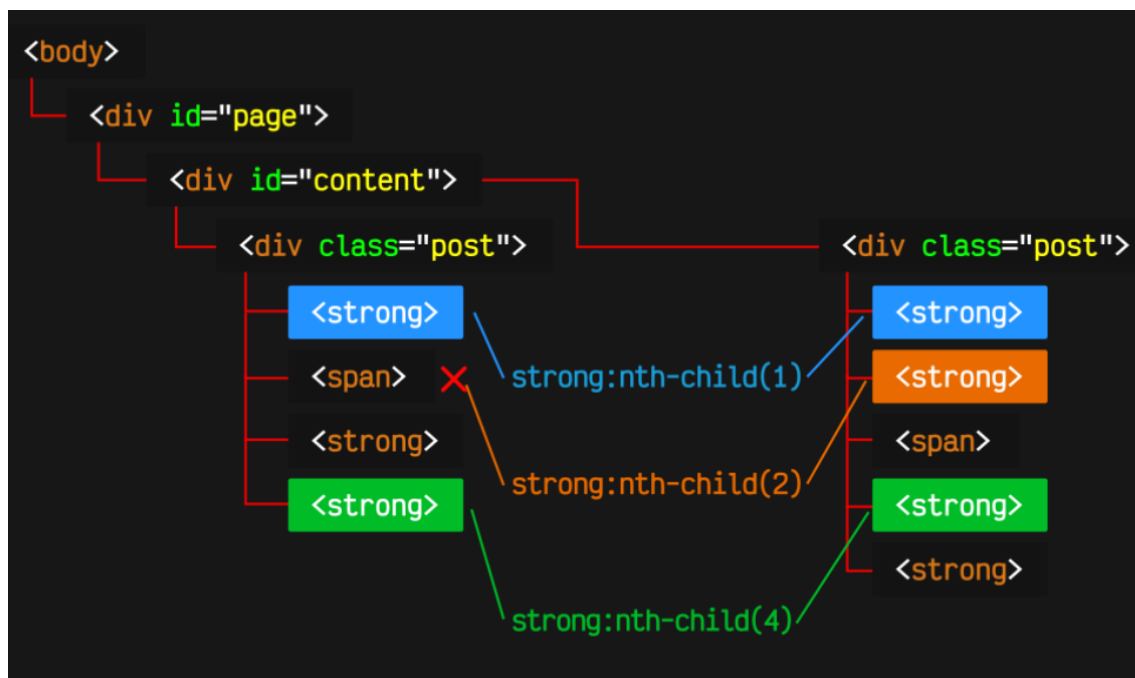 <body>
<div id="page">
<div id="content">
<div class="post"> <div class="post">
<strong> <strong>
<span> strong:nth-child(1) <strong>
<strong> <span>
strong:nth-child(2)
<strong> <strong>
<strong>
strong:nth-child(4)